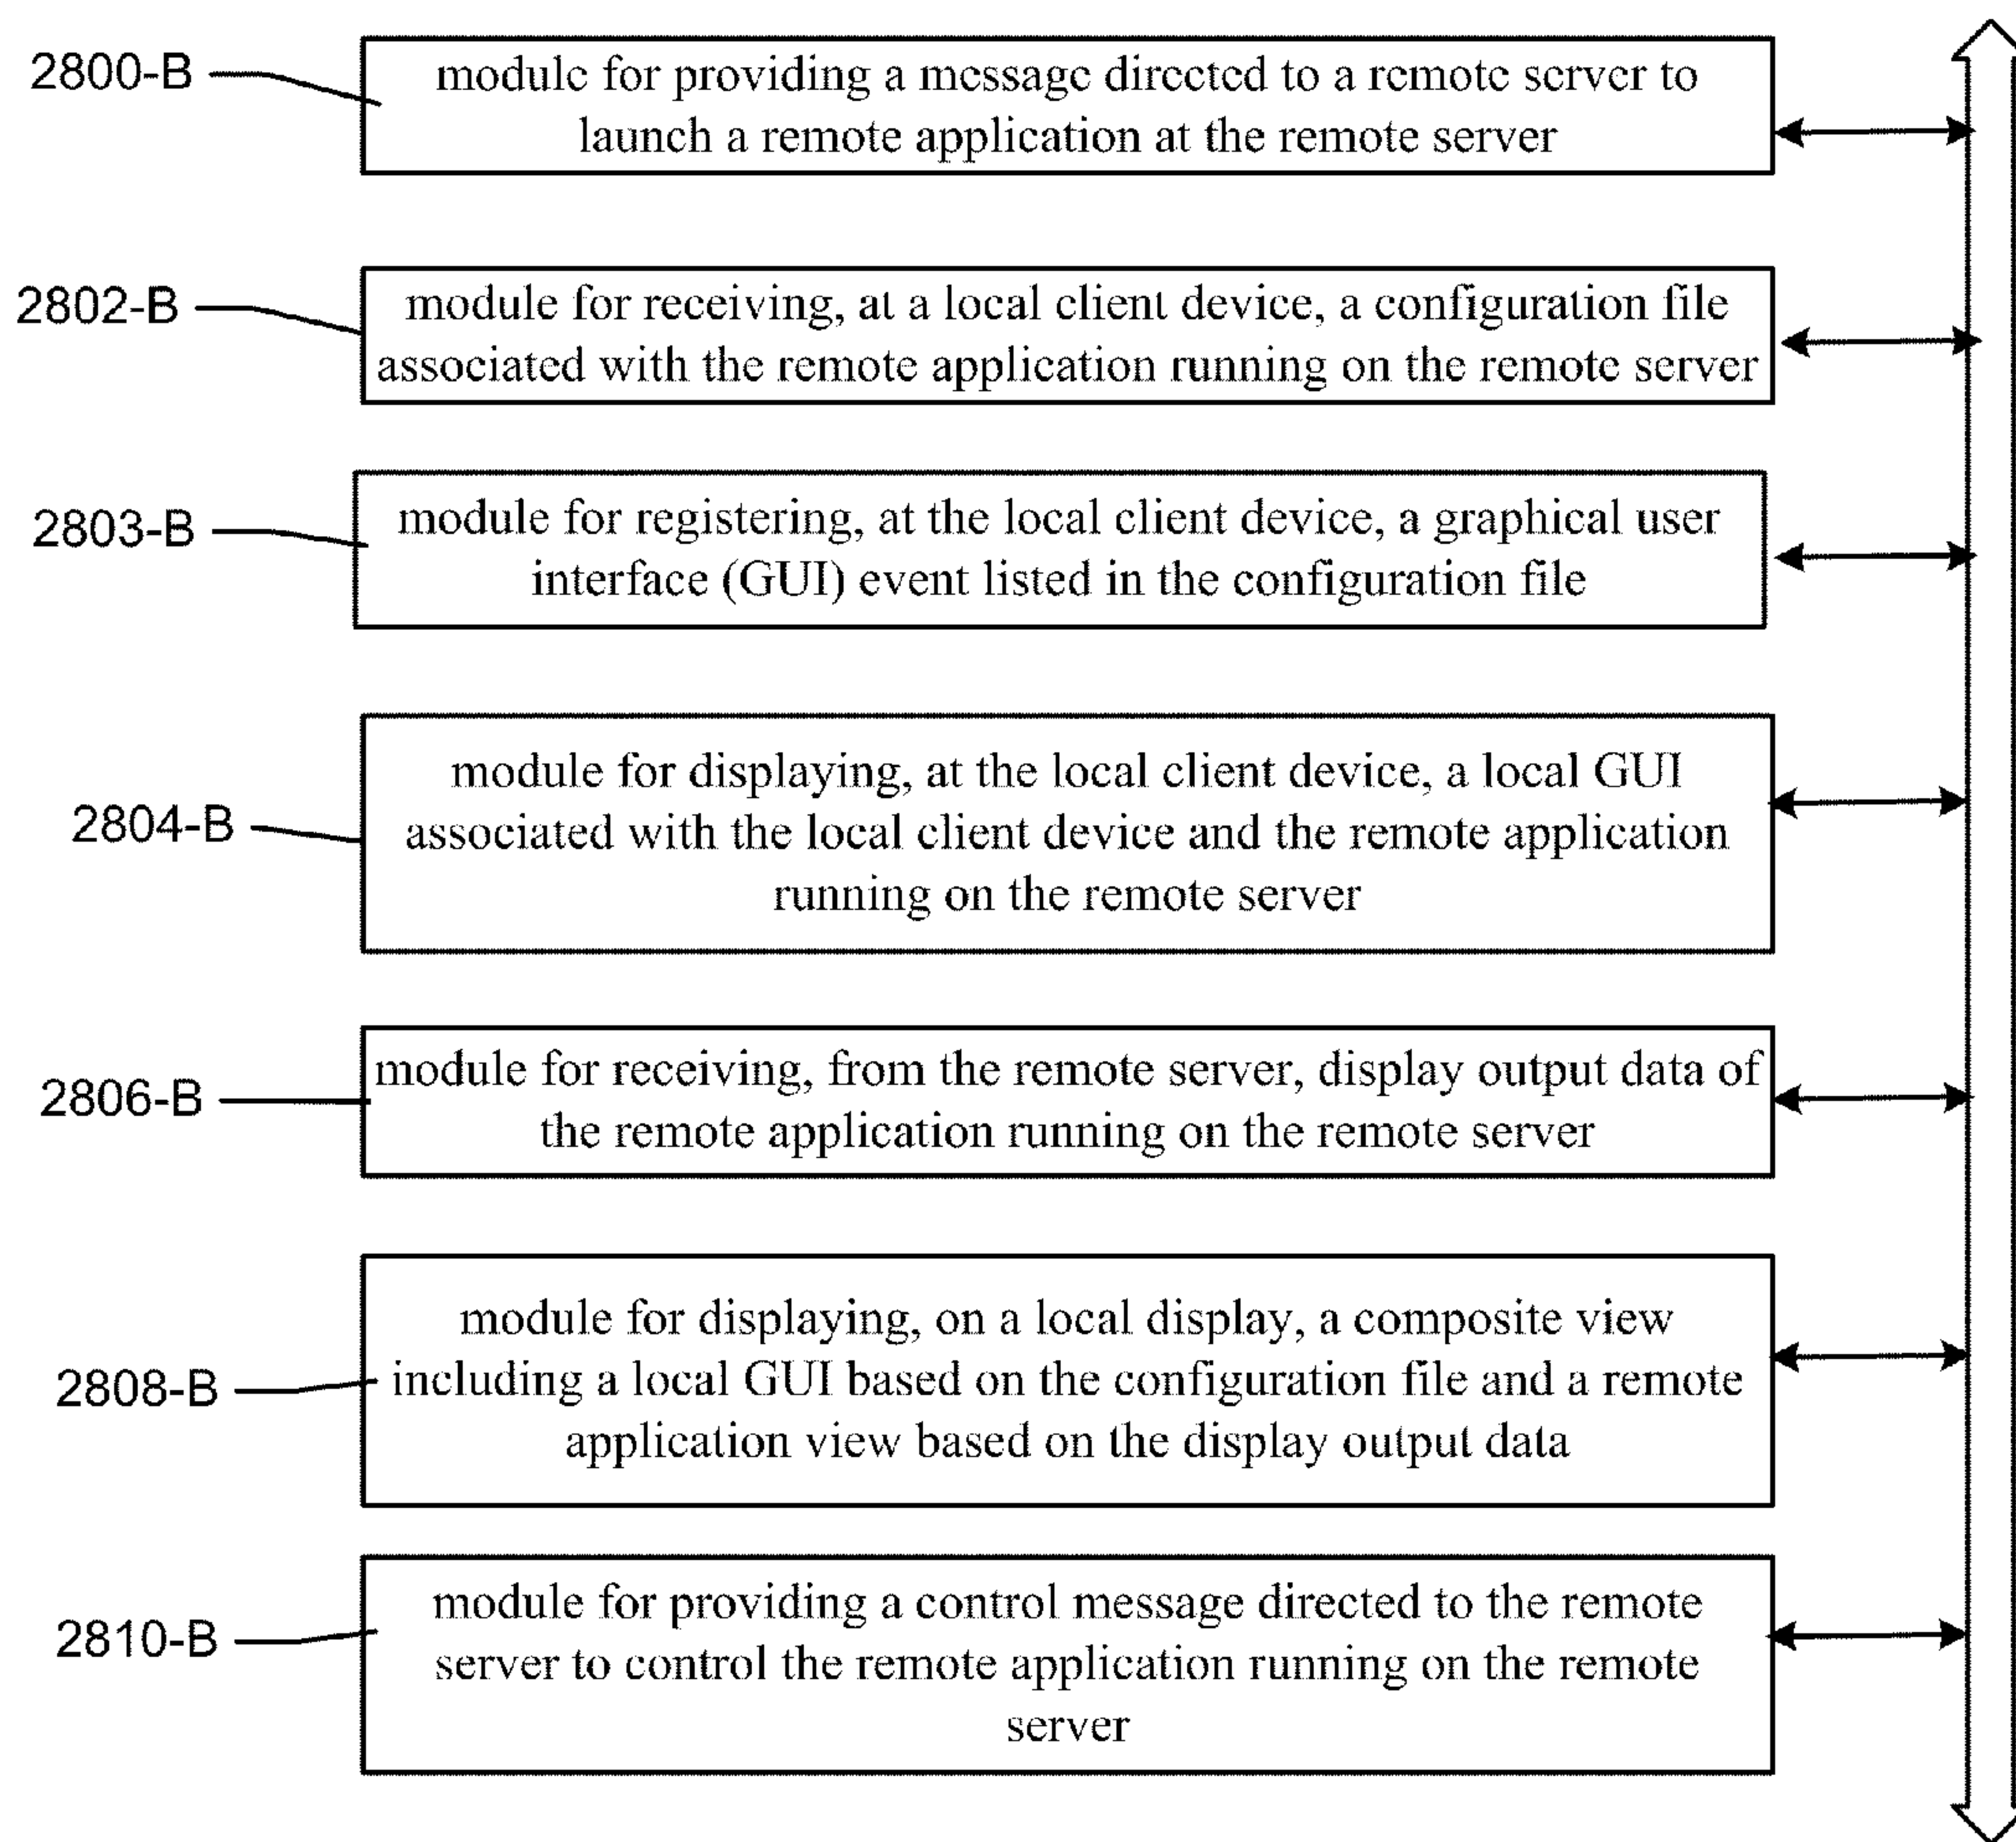 2800-B
module for providing a message directed to a remote server to
launch a remote application at the remote server
2802-B
module for receiving, at a local client device, a configuration file
associated with the remote application running on the remote server
2803-B
module for registering, at the local client device, a graphical user
interface (GUI) event listed in the configuration file
2804-B
module for displaying, at the local client device, a local GUI
associated with the local client device and the remote application
running on the remote server
2806-B
module for receiving, from the remote server, display output data of
the remote application running on the remote server
2808-B
module for displaying, on a local display, a composite view
including a local GUI based on the configuration file and a remote
application view based on the display output data
2810-B
module for providing a control message directed to the remote
server to control the remote application running on the remote
server